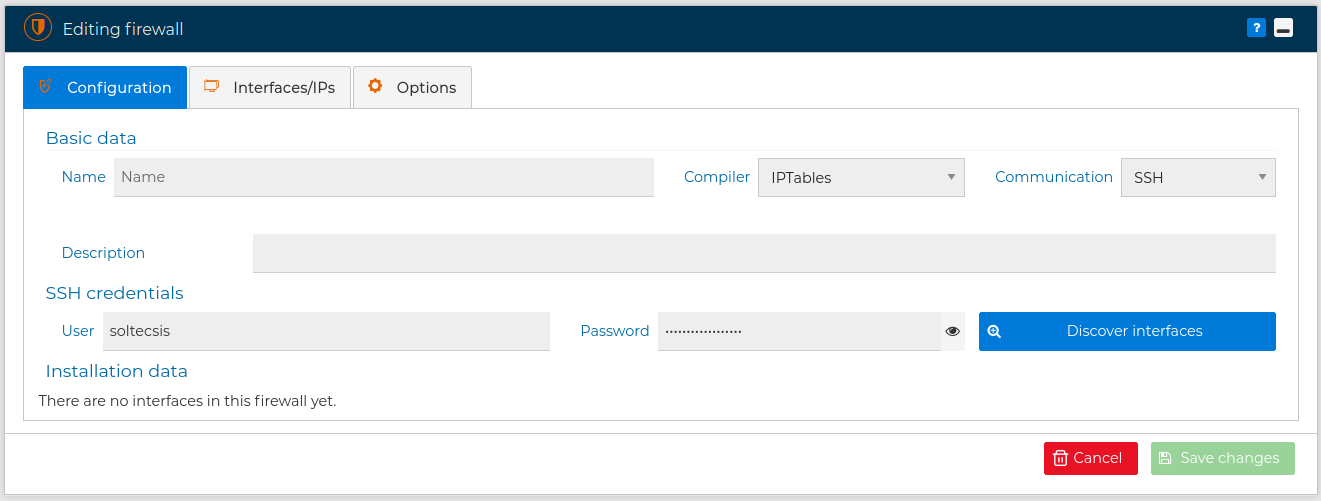 Editing firewall ?
Configuration Interfaces/IPs Options
Basic data
Name Name Compiler IPTables Communication SSH
Description
SSH credentials
User soltecsis Password •••••••••••••••••• Discover interfaces
Installation data
There are no interfaces in this firewall yet.
Cancel Save changes